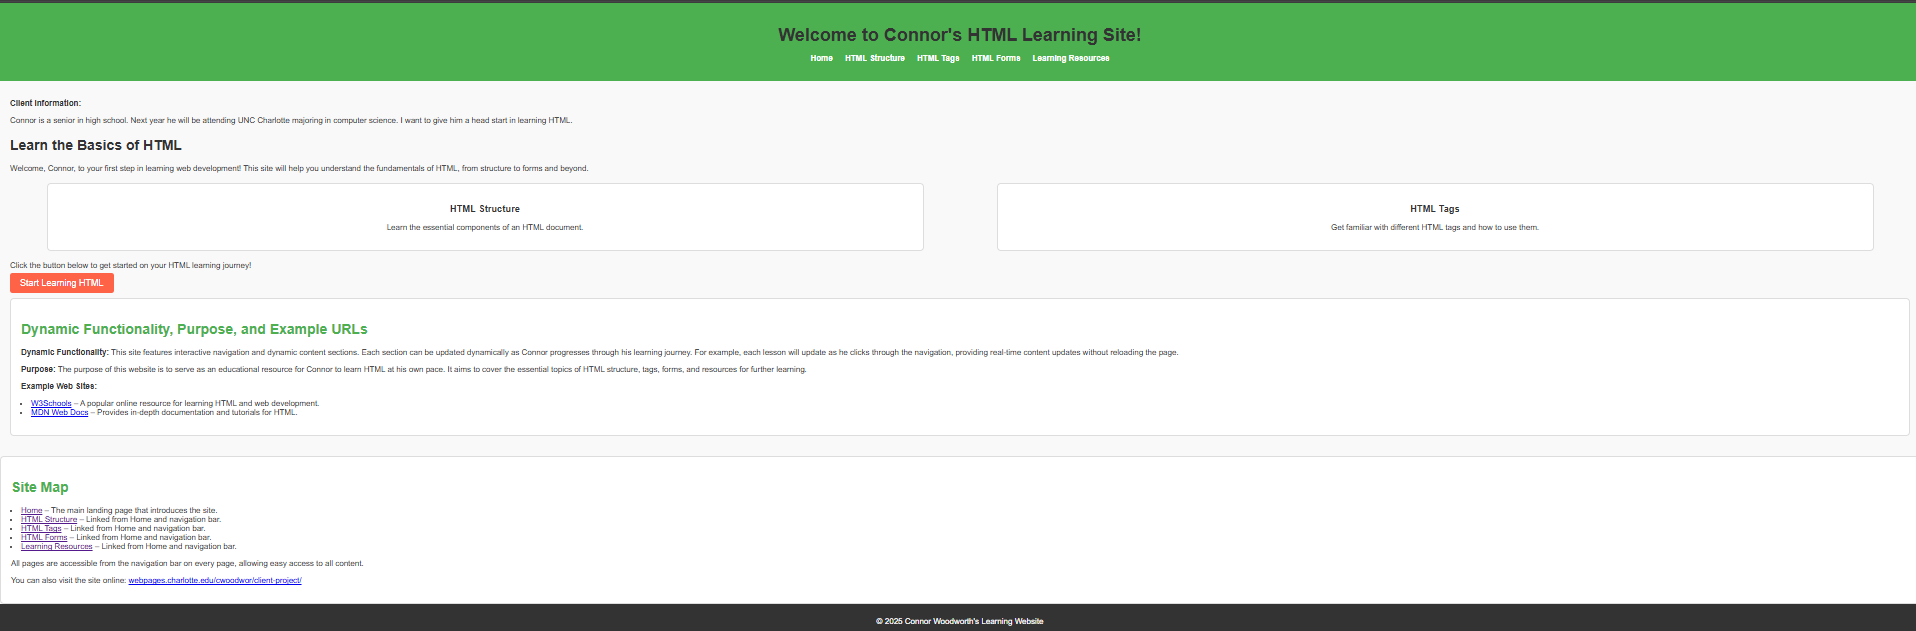 Welcome to Connor's HTML Learning Site!
Home HTML Structure HTML Tags HTML Forms Learning Resources
Client Information:
Connor is a senior in high school. Next year he will be attending UNC Charlotte majoring in computer science. I want to give him a head start in learning HTML.
Learn the Basics of HTML
Welcome, Connor, to your first step in learning web development! This site will help you understand the fundamentals of HTML, from structure to forms and beyond.
HTML Structure
Learn the essential components of an HTML document.
HTML Tags
Get familiar with different HTML tags and how to use them.
Click the button below to get started on your HTML learning journey!
Start Learning HTML
Dynamic Functionality, Purpose, and Example URLs
Dynamic Functionality: This site features interactive navigation and dynamic content sections. Each section can be updated dynamically as Connor progresses through his learning journey. For example, each lesson will update as he clicks through the navigation, providing real-time content updates without reloading the page.
Purpose: The purpose of this website is to serve as an educational resource for Connor to learn HTML at his own pace. It aims to cover the essential topics of HTML structure, tags, forms, and resources for further learning.
Example Web Sites:
• W3Schools – A popular online resource for learning HTML and web development.
• MDN Web Docs – Provides in-depth documentation and tutorials for HTML.
Site Map
• Home – The main landing page that introduces the site.
• HTML Structure – Linked from Home and navigation bar.
• HTML Tags – Linked from Home and navigation bar.
• HTML Forms – Linked from Home and navigation bar.
• Learning Resources – Linked from Home and navigation bar.
All pages are accessible from the navigation bar on every page, allowing easy access to all content.
You can also visit the site online: webpages.charlotte.edu/cwoodwor/client-project/
© 2025 Connor Woodworth's Learning Website